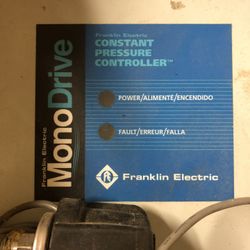 Franklin Electric
MonoDrive
Franklin Electric
CONSTANT
PRESSURE
CONTROLLER™
POWER/ALIMENTE/ENCENDIDO
FAULT/ERREUR/FALLA
Franklin Electric